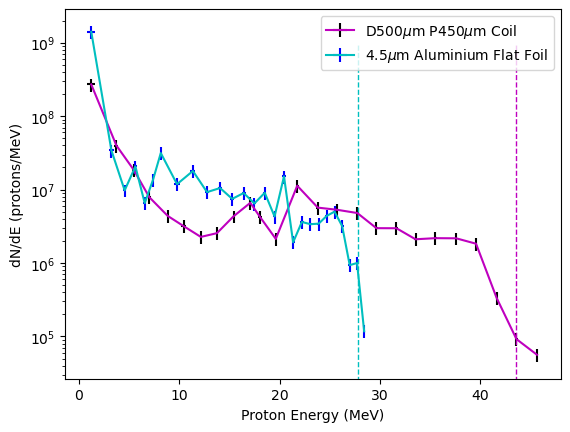 D500μm P450μm Coil
4.5μm Aluminium Flat Foil
dN/dE (protons/MeV)
10⁹
10⁸
10⁷
10⁶
10⁵
0 10 20 30 40
Proton Energy (MeV)